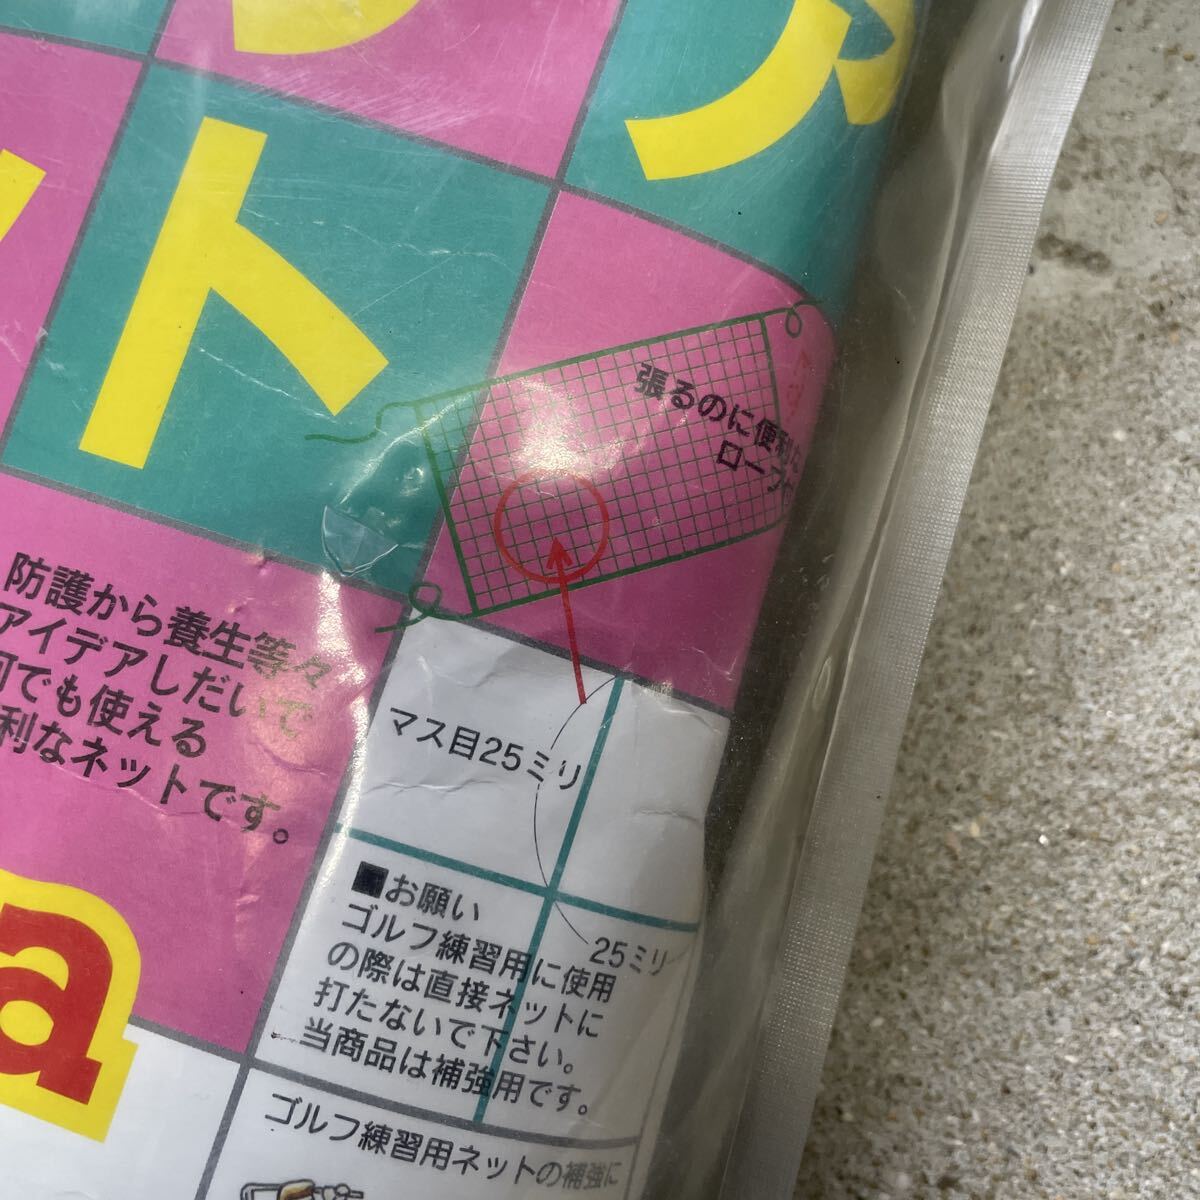 ット
張るのに便利な
ロープ付
防護から養生等々
アイデアしだいで
何でも使える
利なネットです。
マス目25ミリ
25ミリ
■お願い
ゴルフ練習用に使用
の際は直接ネットに
打たないで下さい。
当商品は補強用です。
a
ゴルフ練習用ネットの補強に